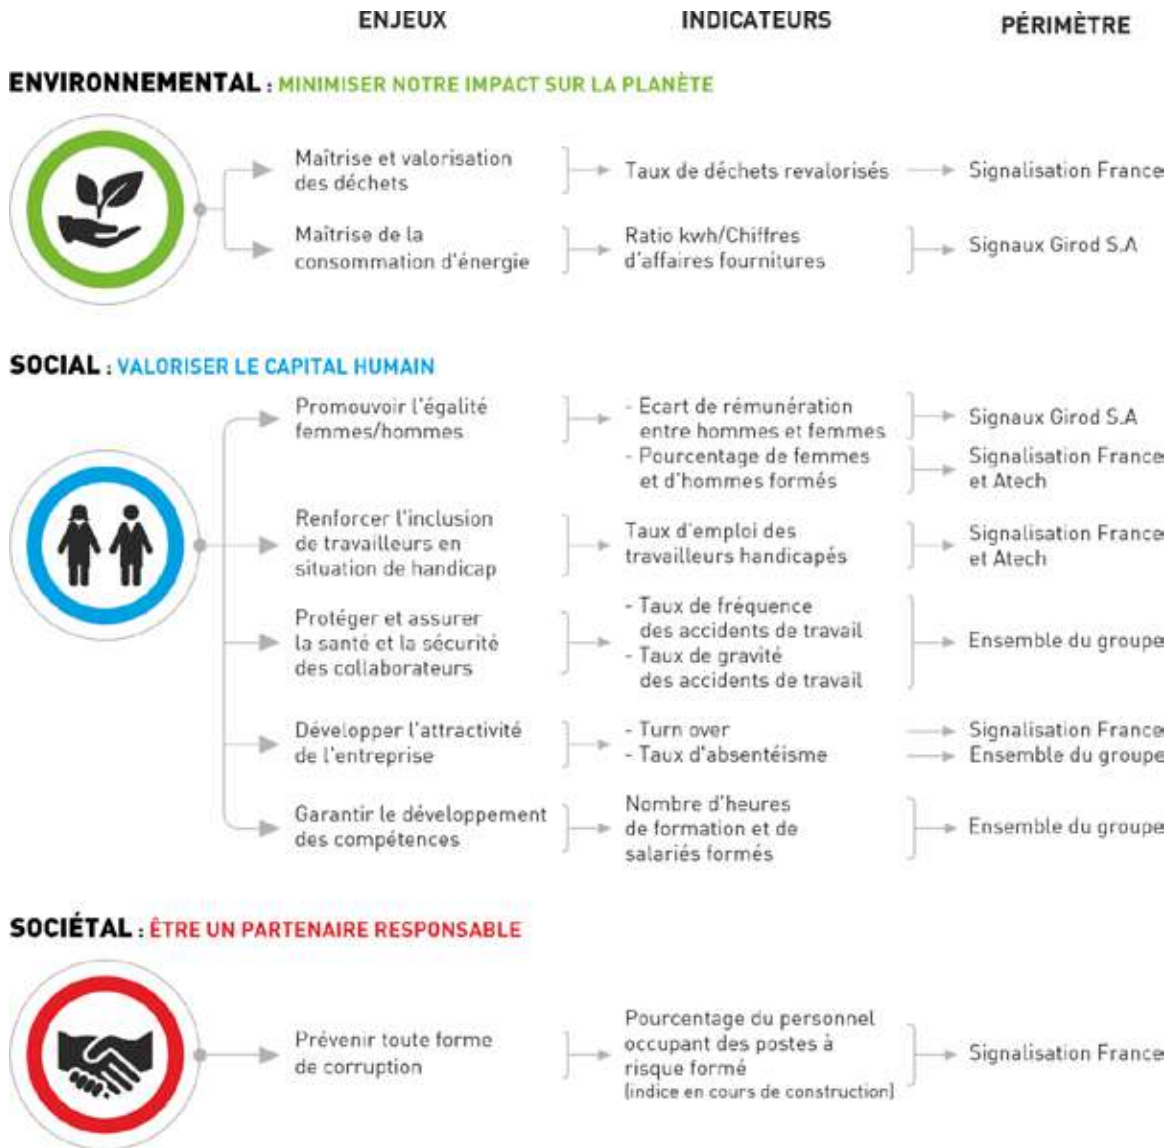 ENJEUX
INDICATEURS
PÉRIMÈTRE
ENVIRONNEMENTAL : MINIMISER NOTRE IMPACT SUR LA PLANÈTE
Maîtrise et valorisation
des déchets
Taux de déchets revalorisés
Signalisation France
Maîtrise de la
consommation d'énergie
Ratio kwh/Chiffres
d'affaires fournitures
Signaux Girod S.A
SOCIAL : VALORISER LE CAPITAL HUMAIN
Promouvoir l'égalité
femmes/hommes
- Ecart de rémunération
entre hommes et femmes
Signaux Girod S.A
- Pourcentage de femmes
et d'hommes formés
Signalisation France
et Atech
Renforcer l'inclusion
de travailleurs en
situation de handicap
Taux d'emploi des
travailleurs handicapés
Signalisation France
et Atech
Protéger et assurer
la santé et la sécurité
des collaborateurs
- Taux de fréquence
des accidents de travail
- Taux de gravité
des accidents de travail
Ensemble du groupe
Développer l'attractivité
de l'entreprise
- Turn over
- Taux d'absentéisme
Signalisation France
Ensemble du groupe
Garantir le développement
des compétences
Nombre d'heures
de formation et de
salariés formés
Ensemble du groupe
SOCIÉTAL : ÊTRE UN PARTENAIRE RESPONSABLE
Prévenir toute forme
de corruption
Pourcentage du personnel
occupant des postes à
risque formé
(indice en cours de construction)
Signalisation France